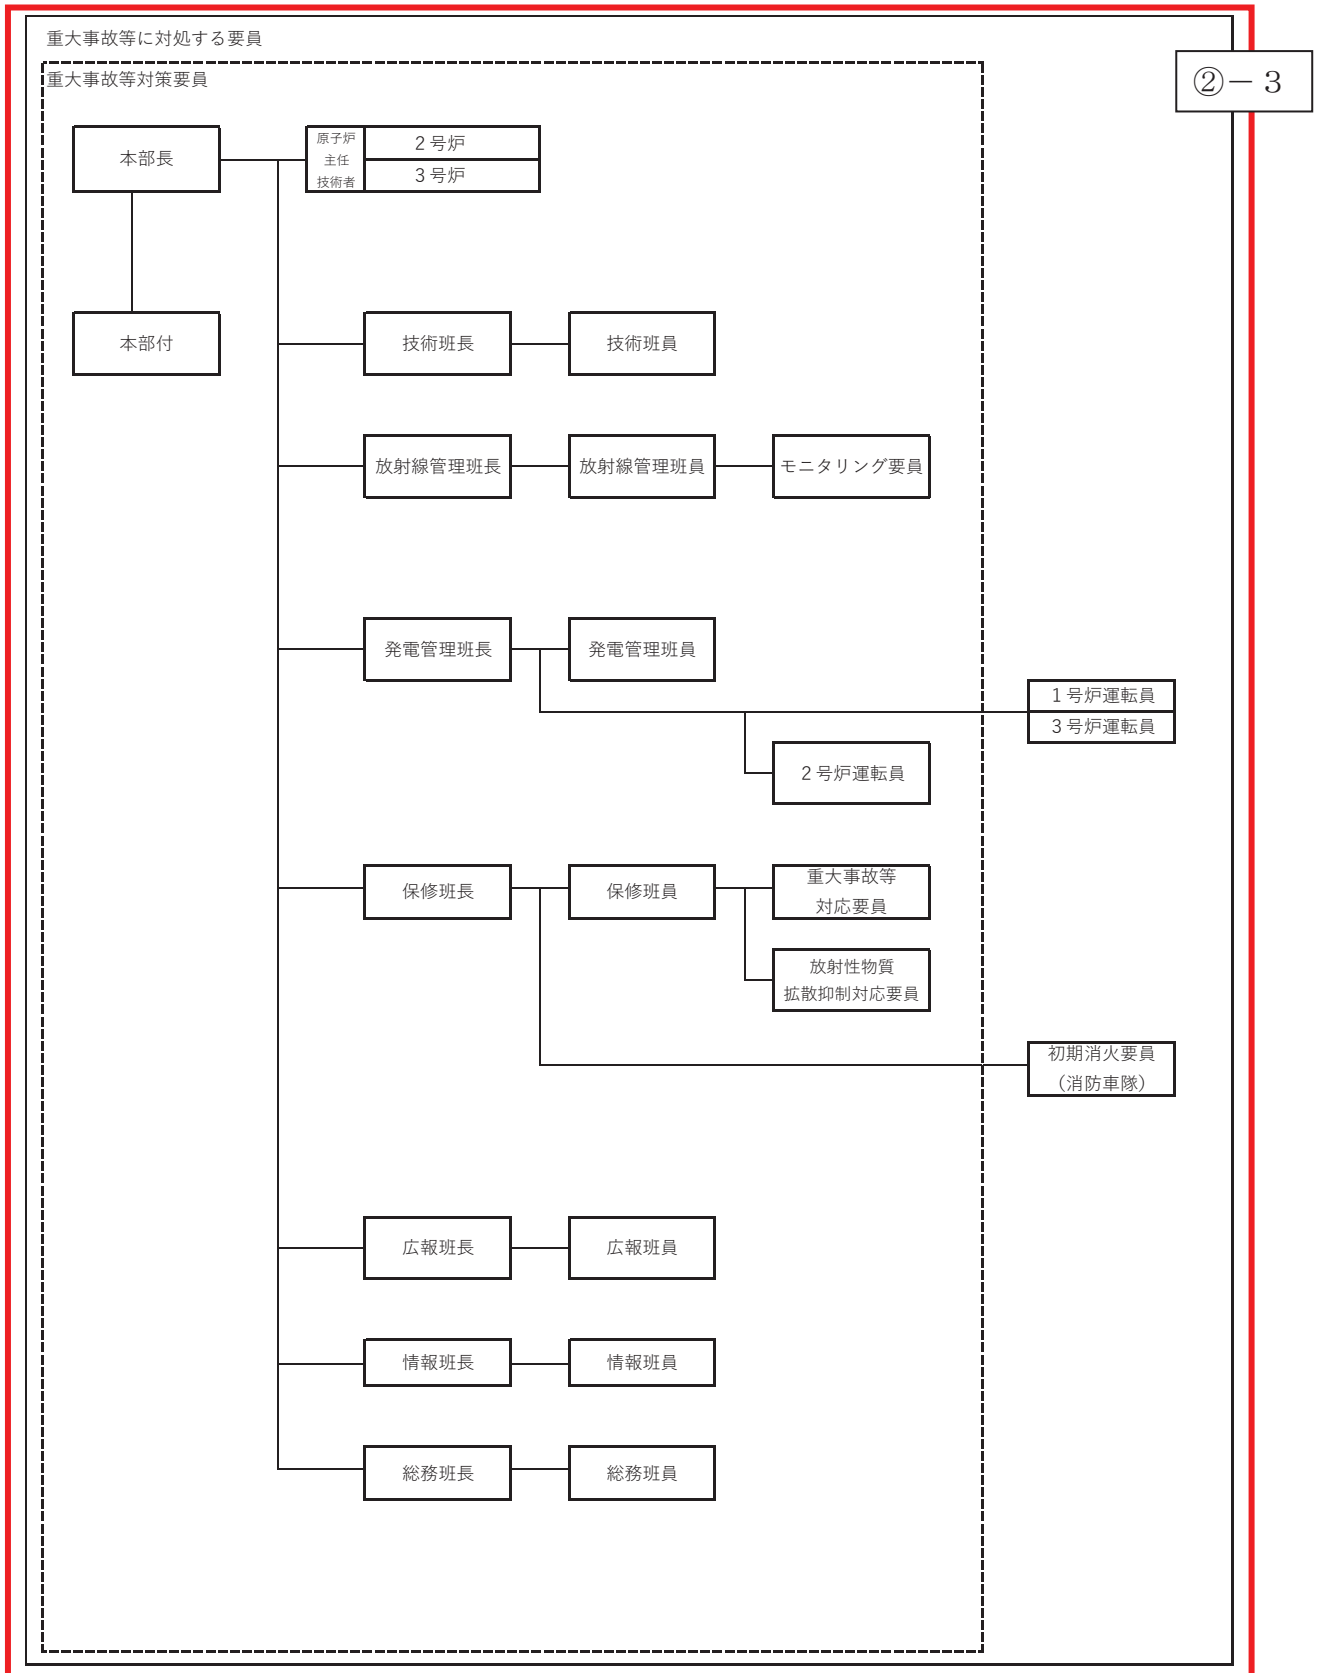 重大事故等に対処する要員
②－３
重大事故等対策要員
本部長
原子炉
主任
技術者
2号炉
3号炉
本部付
技術班長
技術班員
放射線管理班長
放射線管理班員
モニタリング要員
発電管理班長
発電管理班員
1号炉運転員
3号炉運転員
2号炉運転員
保修班長
保修班員
重大事故等
対応要員
放射性物質
拡散抑制対応要員
初期消火要員
（消防車隊）
広報班長
広報班員
情報班長
情報班員
総務班長
総務班員